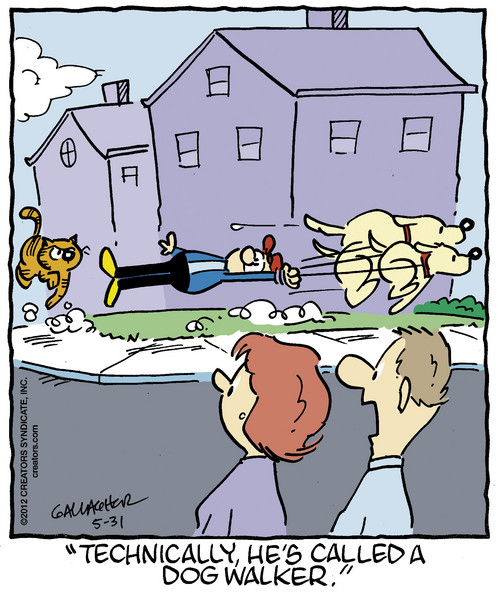 ©2012 CREATORS SYNDICATE, INC.
creators.com
GALLAGHER
5-31
"TECHNICALLY, HE'S CALLED A
DOG WALKER."